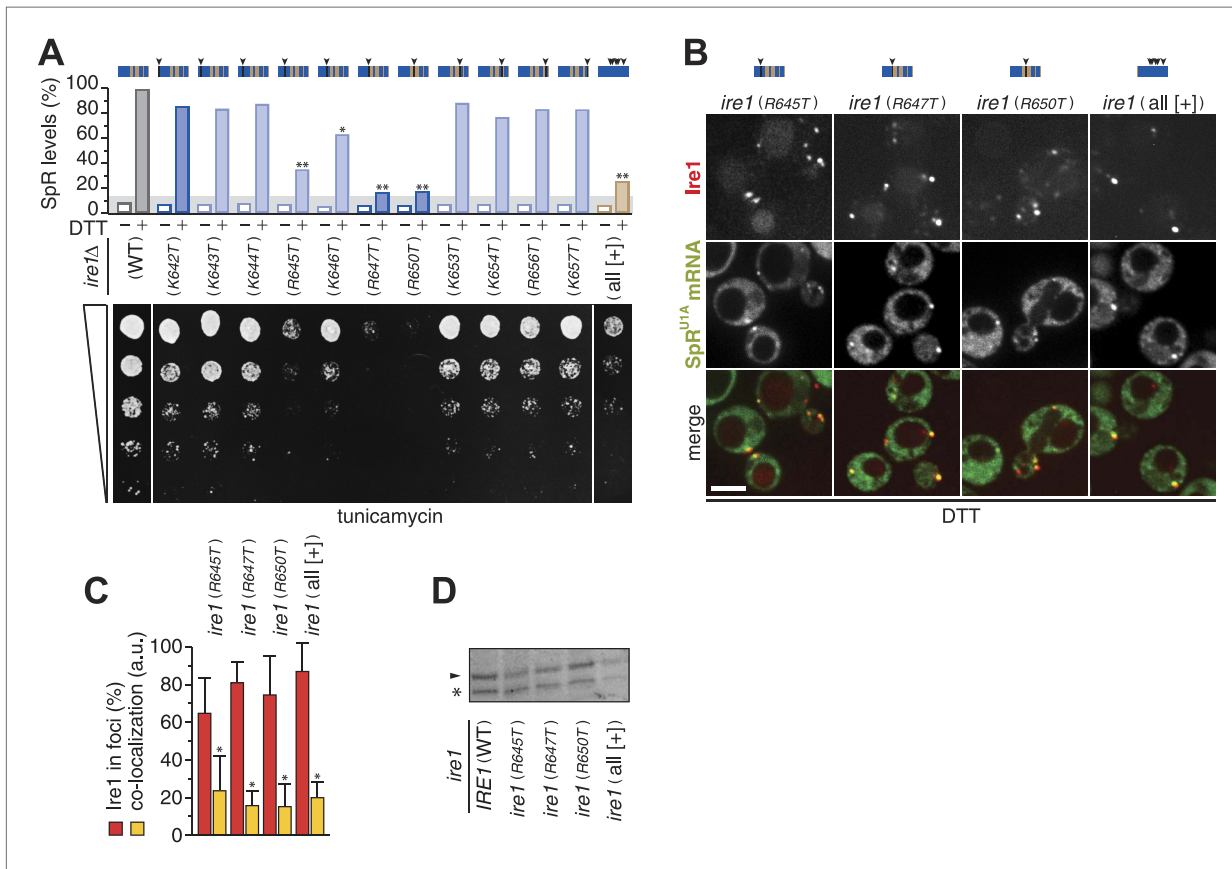 A
SpR levels (%)
100
80
60
40
20
0
** * ** ** **
DTT − + − + − + − + − + − + − + − + − + − + − + − +
ire1Δ
(WT)
(K642T)
(K643T)
(K644T)
(R645T)
(K646T)
(R647T)
(R650T)
(K653T)
(K654T)
(R656T)
(K657T)
(all [+])
tunicamycin
B
ire1 (R645T) ire1 (R647T) ire1 (R650T) ire1 (all [+])
Ire1
SpR^U1A mRNA
merge
DTT
C
ire1 (R645T)
ire1 (R647T)
ire1 (R650T)
ire1 (all [+])
Ire1 in foci (%)
co-localization (a.u.)
100
80
60
40
20
0
* * * *
D
*
ire1
IRE1 (WT)
ire1 (R645T)
ire1 (R647T)
ire1 (R650T)
ire1 (all [+])